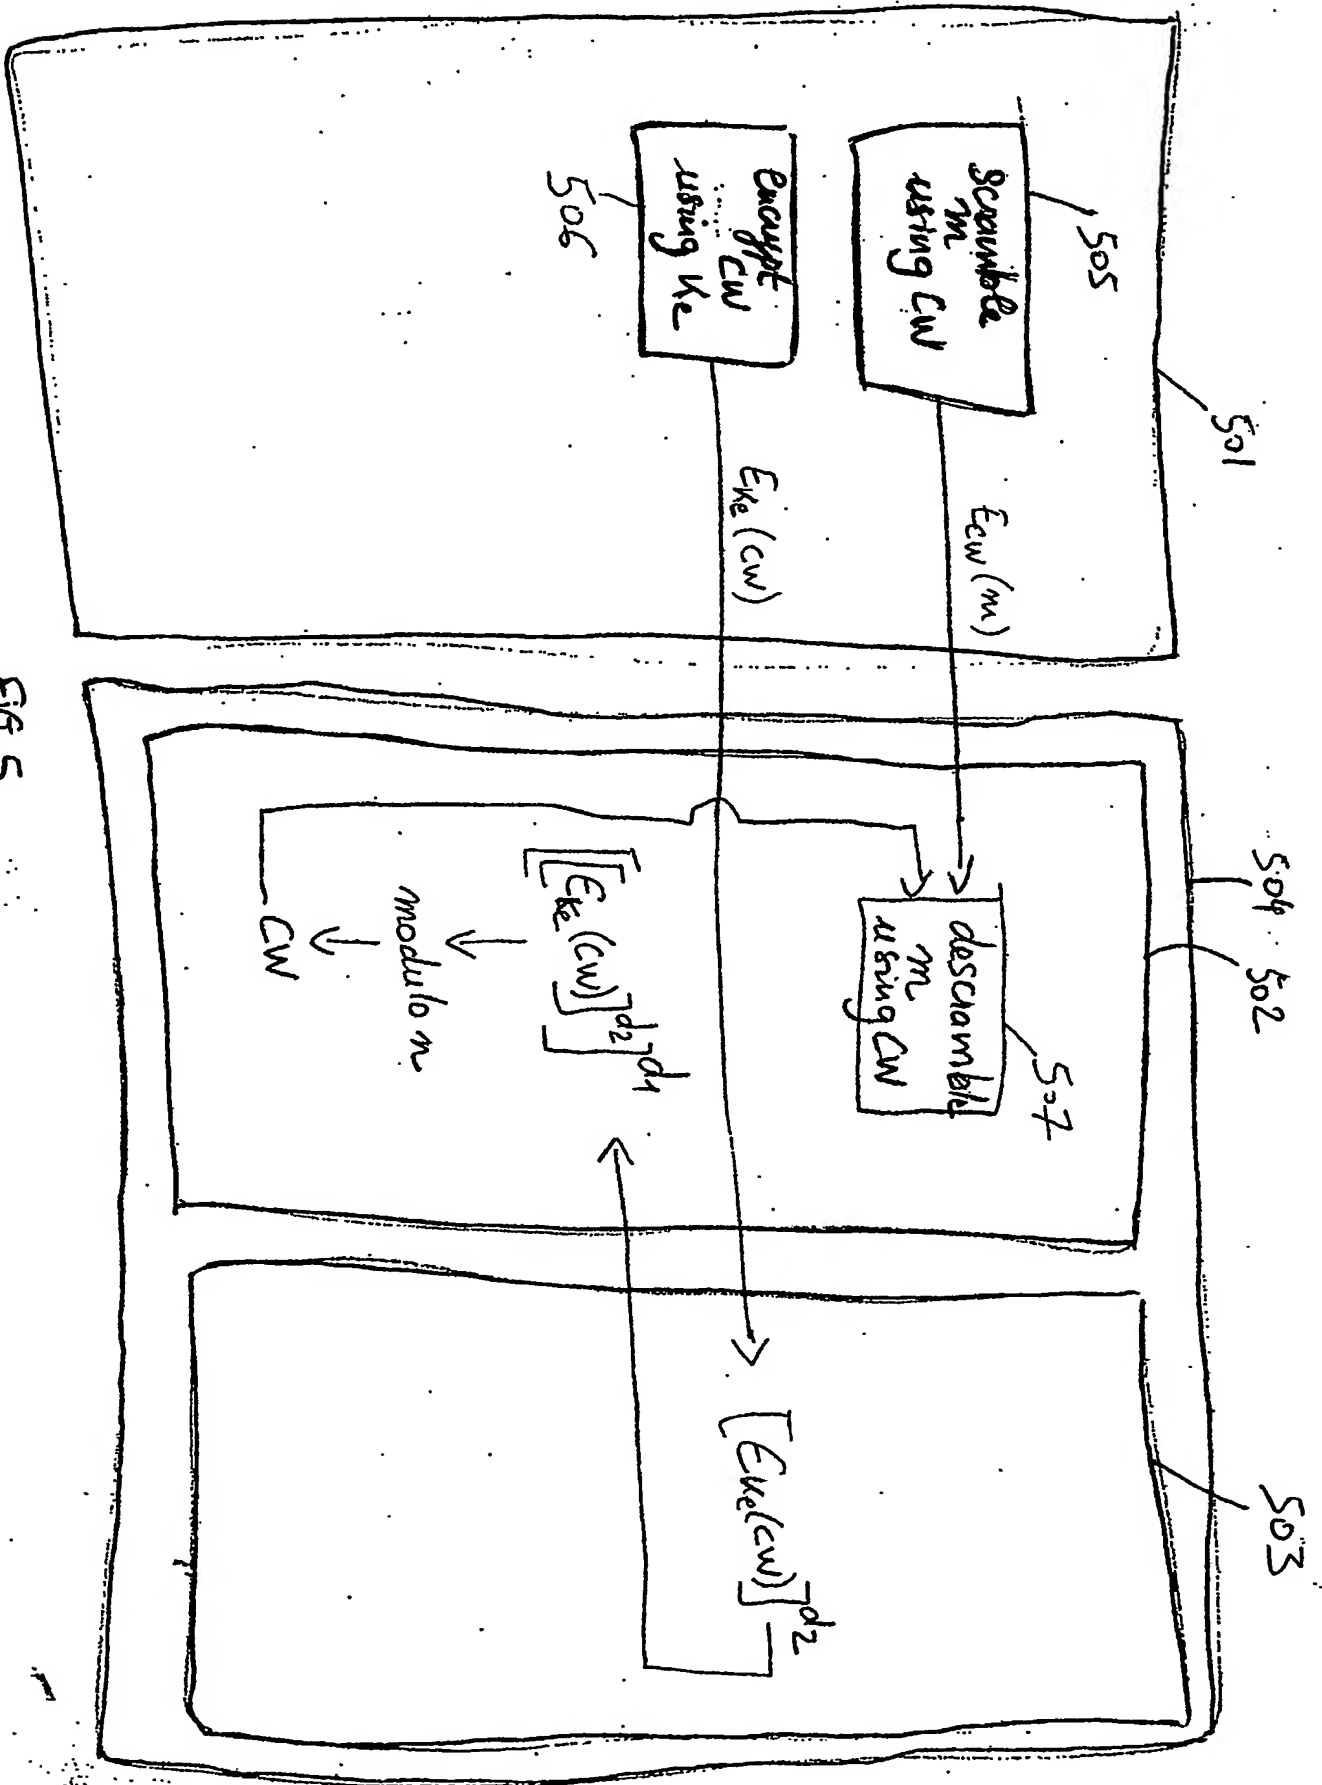 501
505
scramble
m
using CW
506
encrypt
CW
using Ke
ECW (m)
EKe (CW)
504
502
507
descramble
m
using CW
[[EKe (CW)]d2]d1
modulo n
CW
503
[EKe(CW)]d2
FIG 5